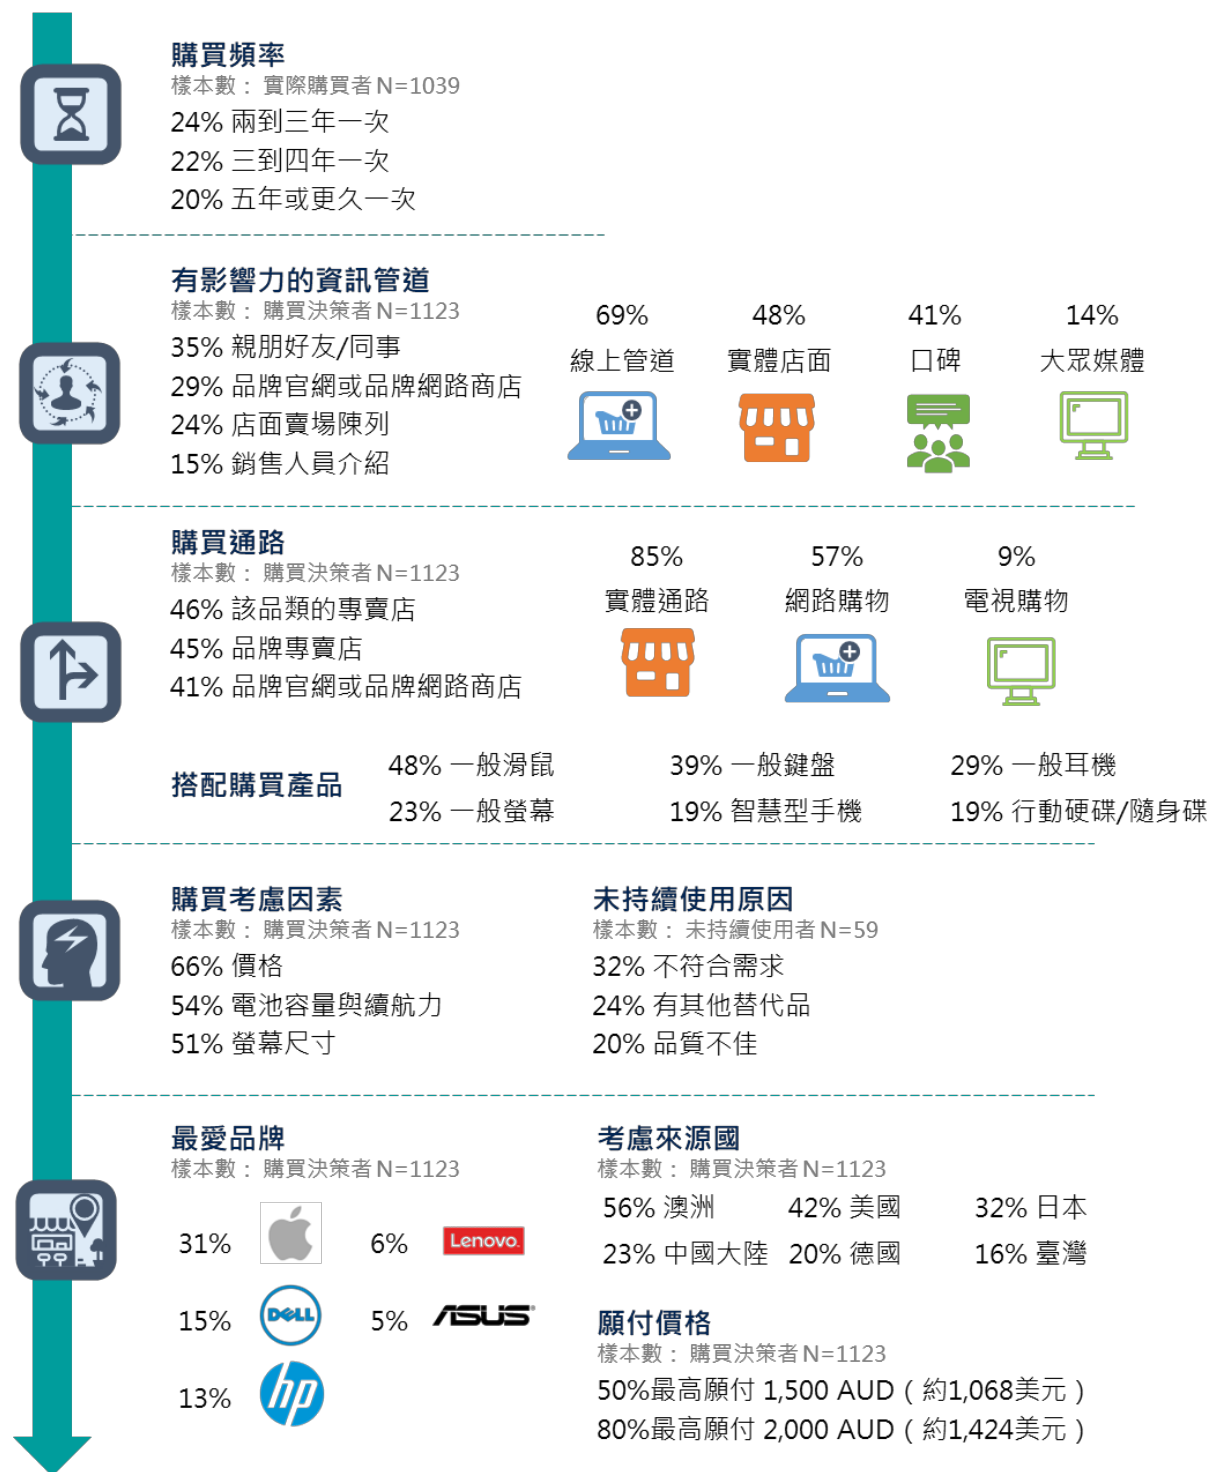 購買頻率
樣本數： 實際購買者 N=1039
24% 兩到三年一次
22% 三到四年一次
20% 五年或更久一次
有影響力的資訊管道
樣本數： 購買決策者 N=1123
35% 親朋好友/同事
29% 品牌官網或品牌網路商店
24% 店面賣場陳列
15% 銷售人員介紹
69% 48% 41% 14%
線上管道 實體店面 口碑 大眾媒體
購買通路
樣本數： 購買決策者 N=1123
46% 該品類的專賣店
45% 品牌專賣店
41% 品牌官網或品牌網路商店
85% 57% 9%
實體通路 網路購物 電視購物
搭配購買產品
48% 一般滑鼠 39% 一般鍵盤 29% 一般耳機
23% 一般螢幕 19% 智慧型手機 19% 行動硬碟/隨身碟
購買考慮因素
樣本數： 購買決策者 N=1123
66% 價格
54% 電池容量與續航力
51% 螢幕尺寸
未持續使用原因
樣本數： 未持續使用者 N=59
32% 不符合需求
24% 有其他替代品
20% 品質不佳
最愛品牌
樣本數： 購買決策者 N=1123
31% 6% Lenovo.
15% DELL 5% ASUS
13% hp
考慮來源國
樣本數： 購買決策者 N=1123
56% 澳洲 42% 美國 32% 日本
23% 中國大陸 20% 德國 16% 臺灣
願付價格
樣本數： 購買決策者 N=1123
50%最高願付 1,500 AUD ( 約1,068美元 )
80%最高願付 2,000 AUD ( 約1,424美元 )